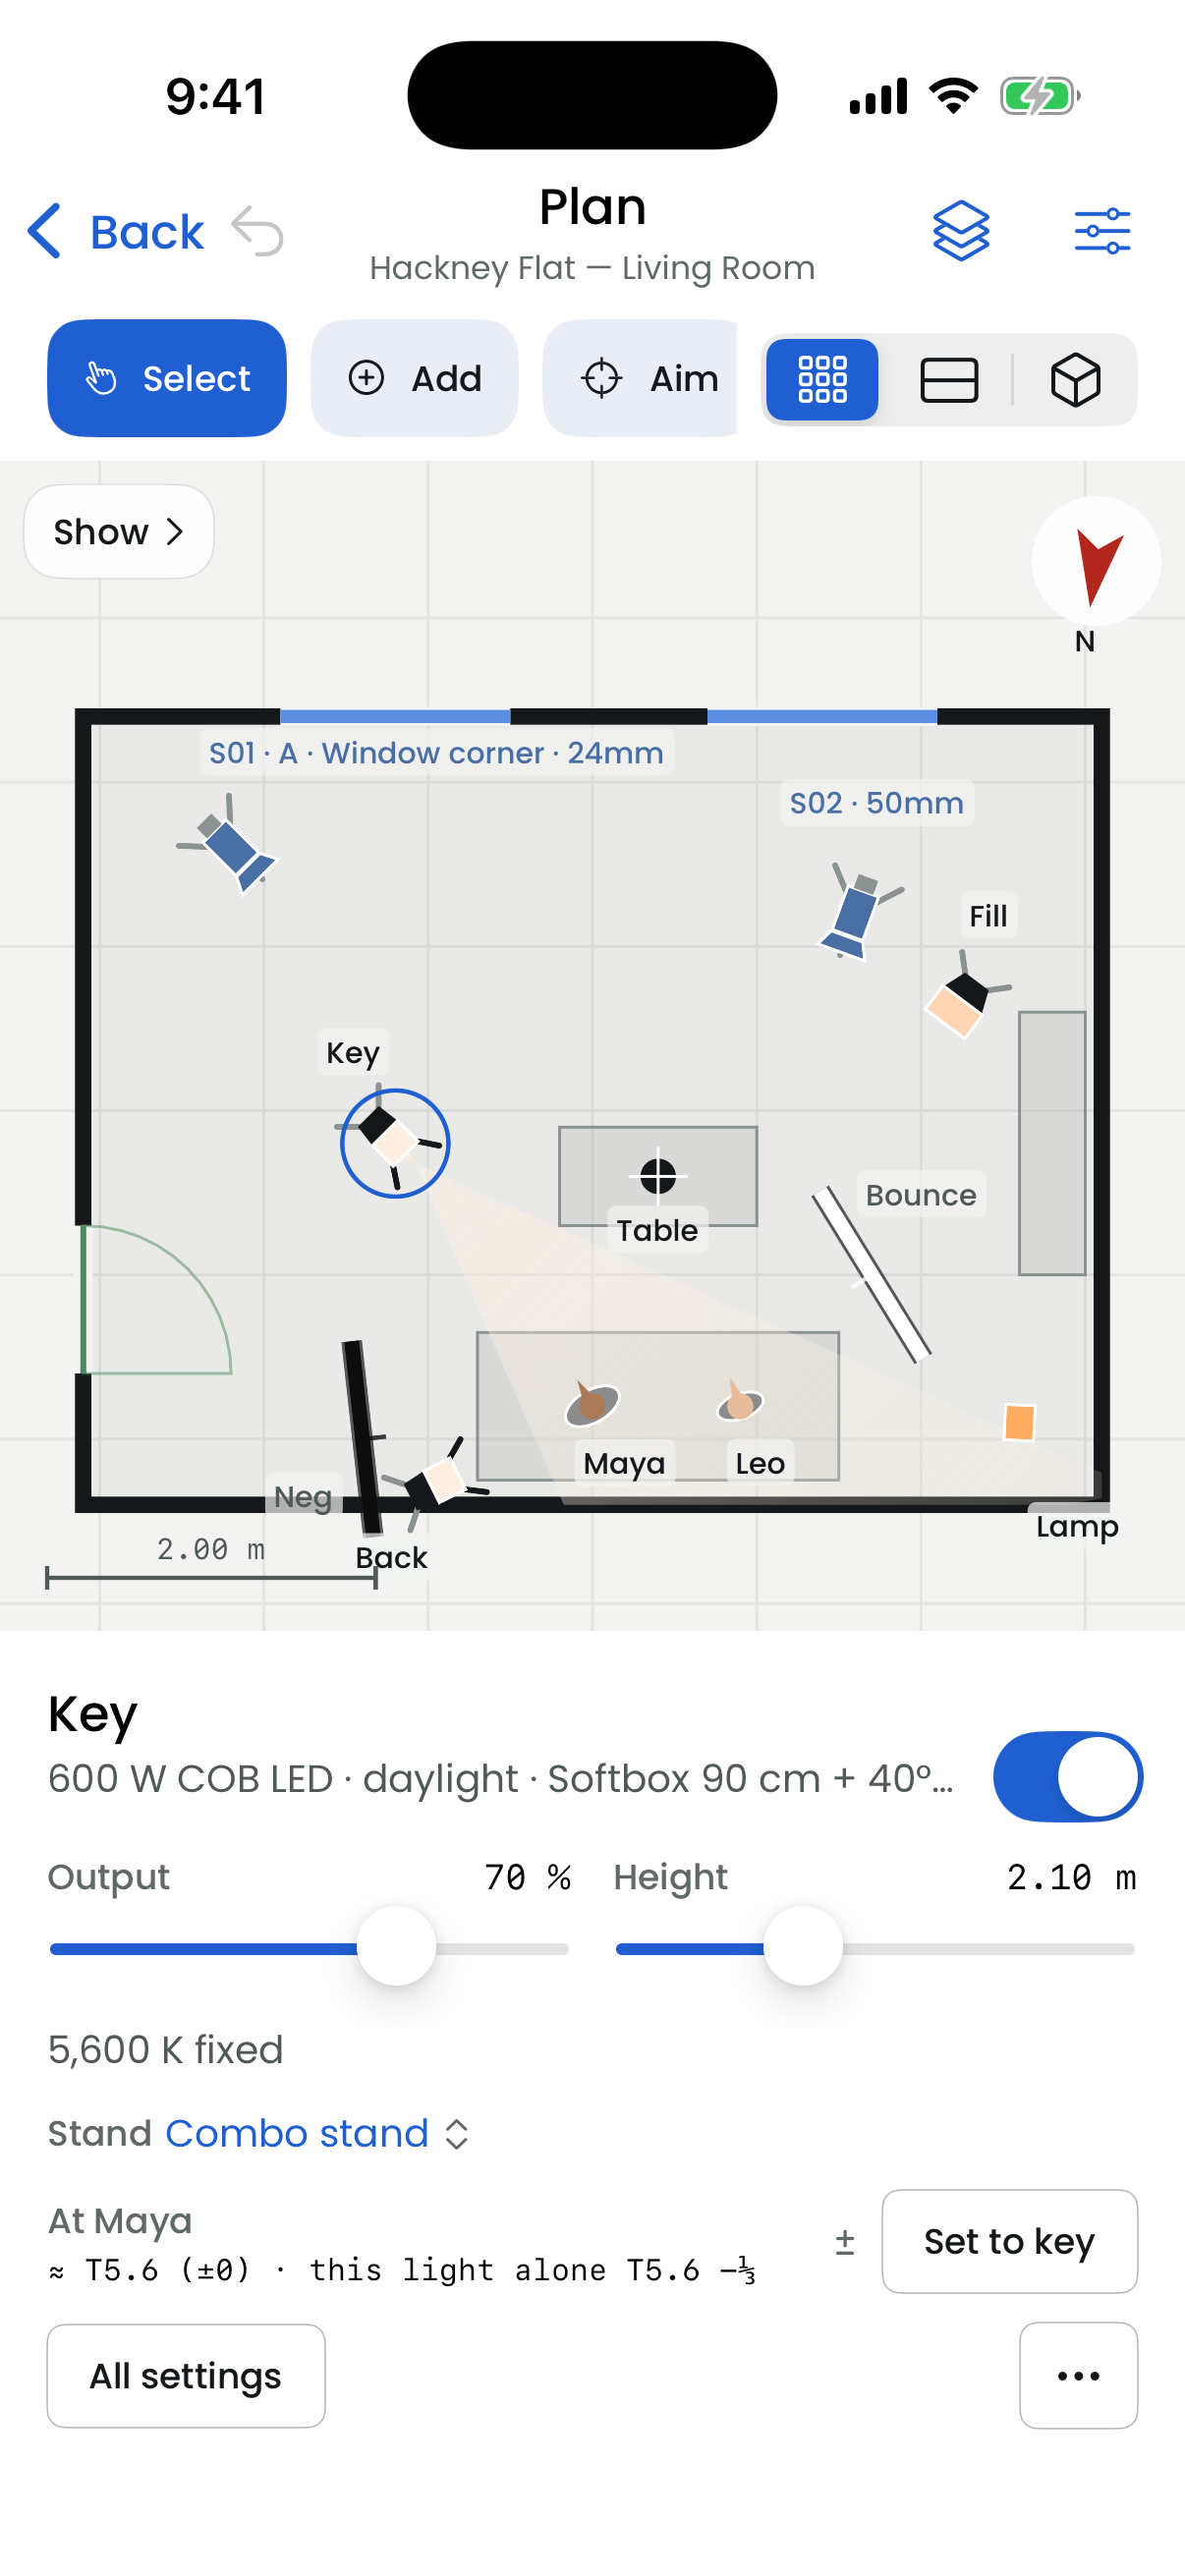 9:41
Back
Plan
Hackney Flat — Living Room
Select
Add
Aim
Show
N
S01 · A · Window corner · 24mm
S02 · 50mm
Fill
Key
Bounce
Table
Maya
Leo
Neg
Lamp
2.00 m
Back
Key
600 W COB LED · daylight · Softbox 90 cm + 40°...
Output 70 % Height 2.10 m
5,600 K fixed
Stand Combo stand
At Maya
≈ T5.6 (±0) · this light alone T5.6 –⅓
±
Set to key
All settings